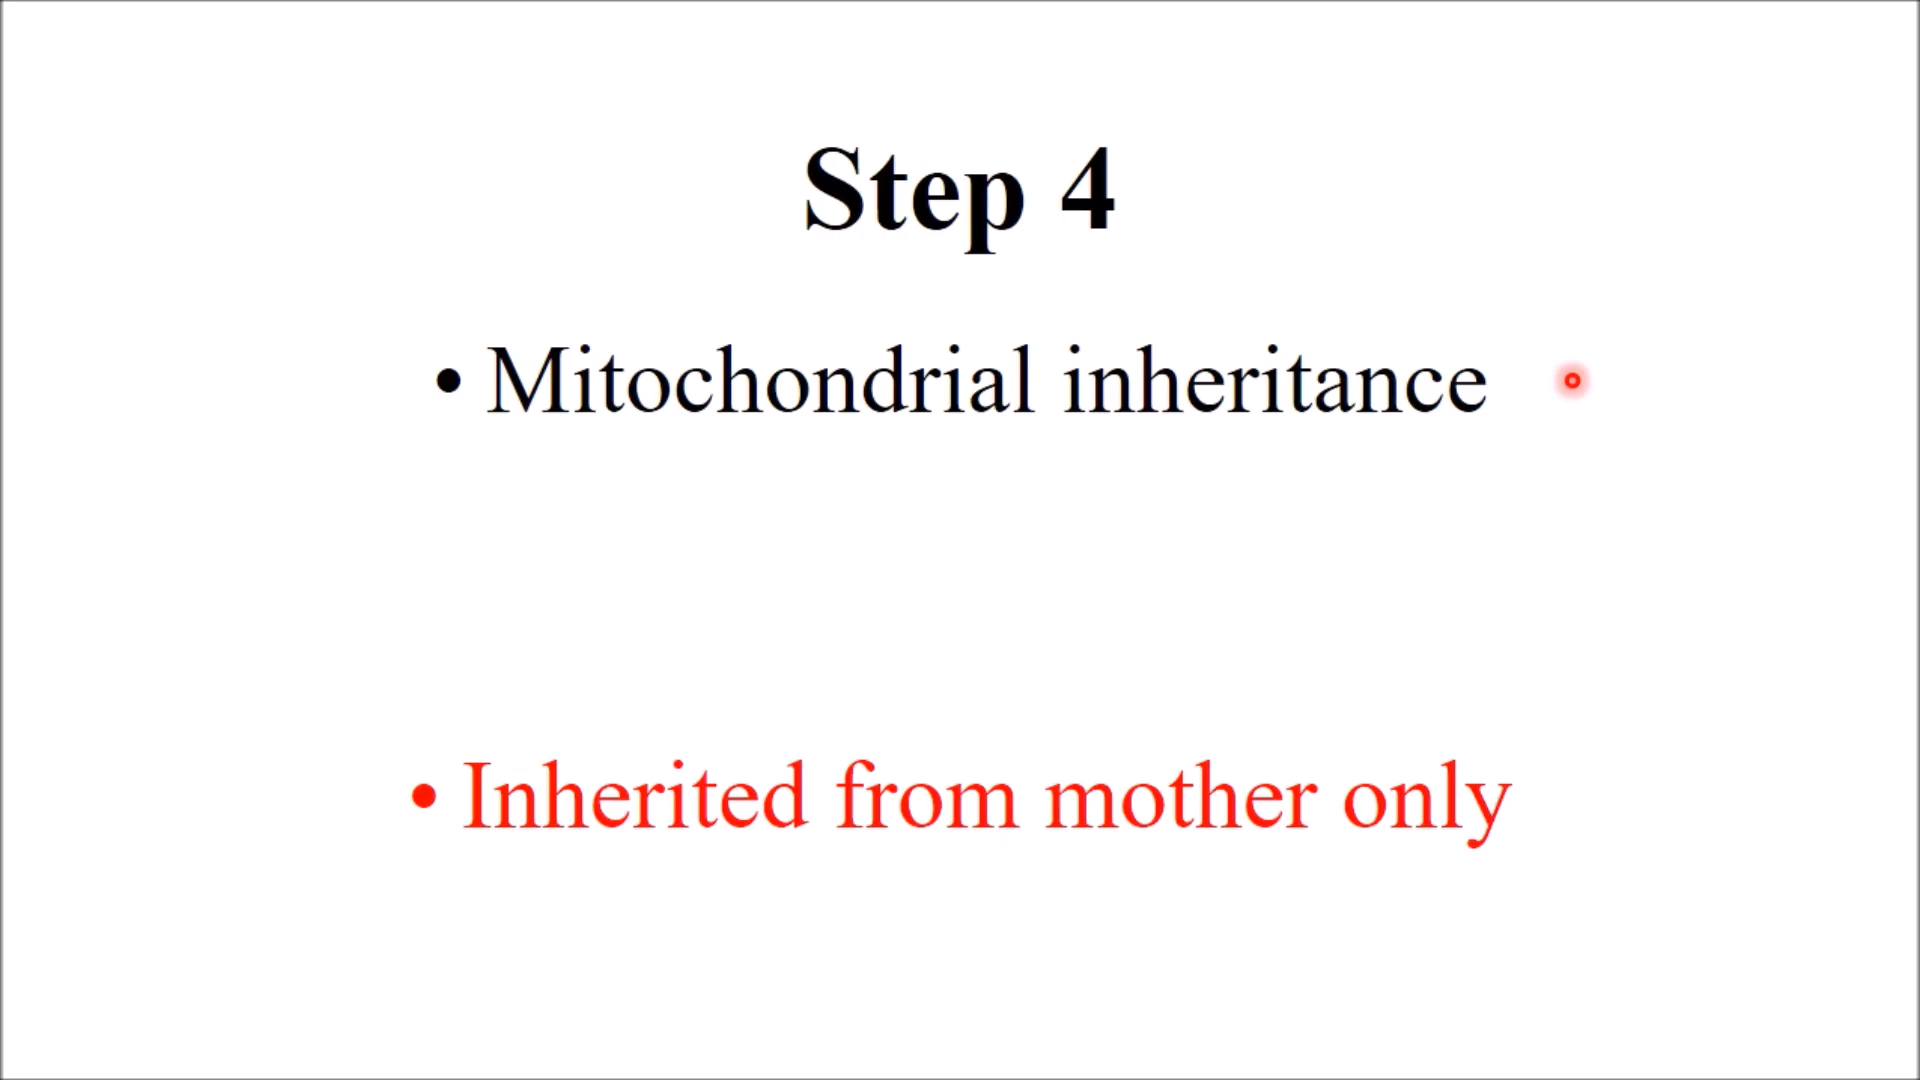 Step 4
• Mitochondrial inheritance
• Inherited from mother only